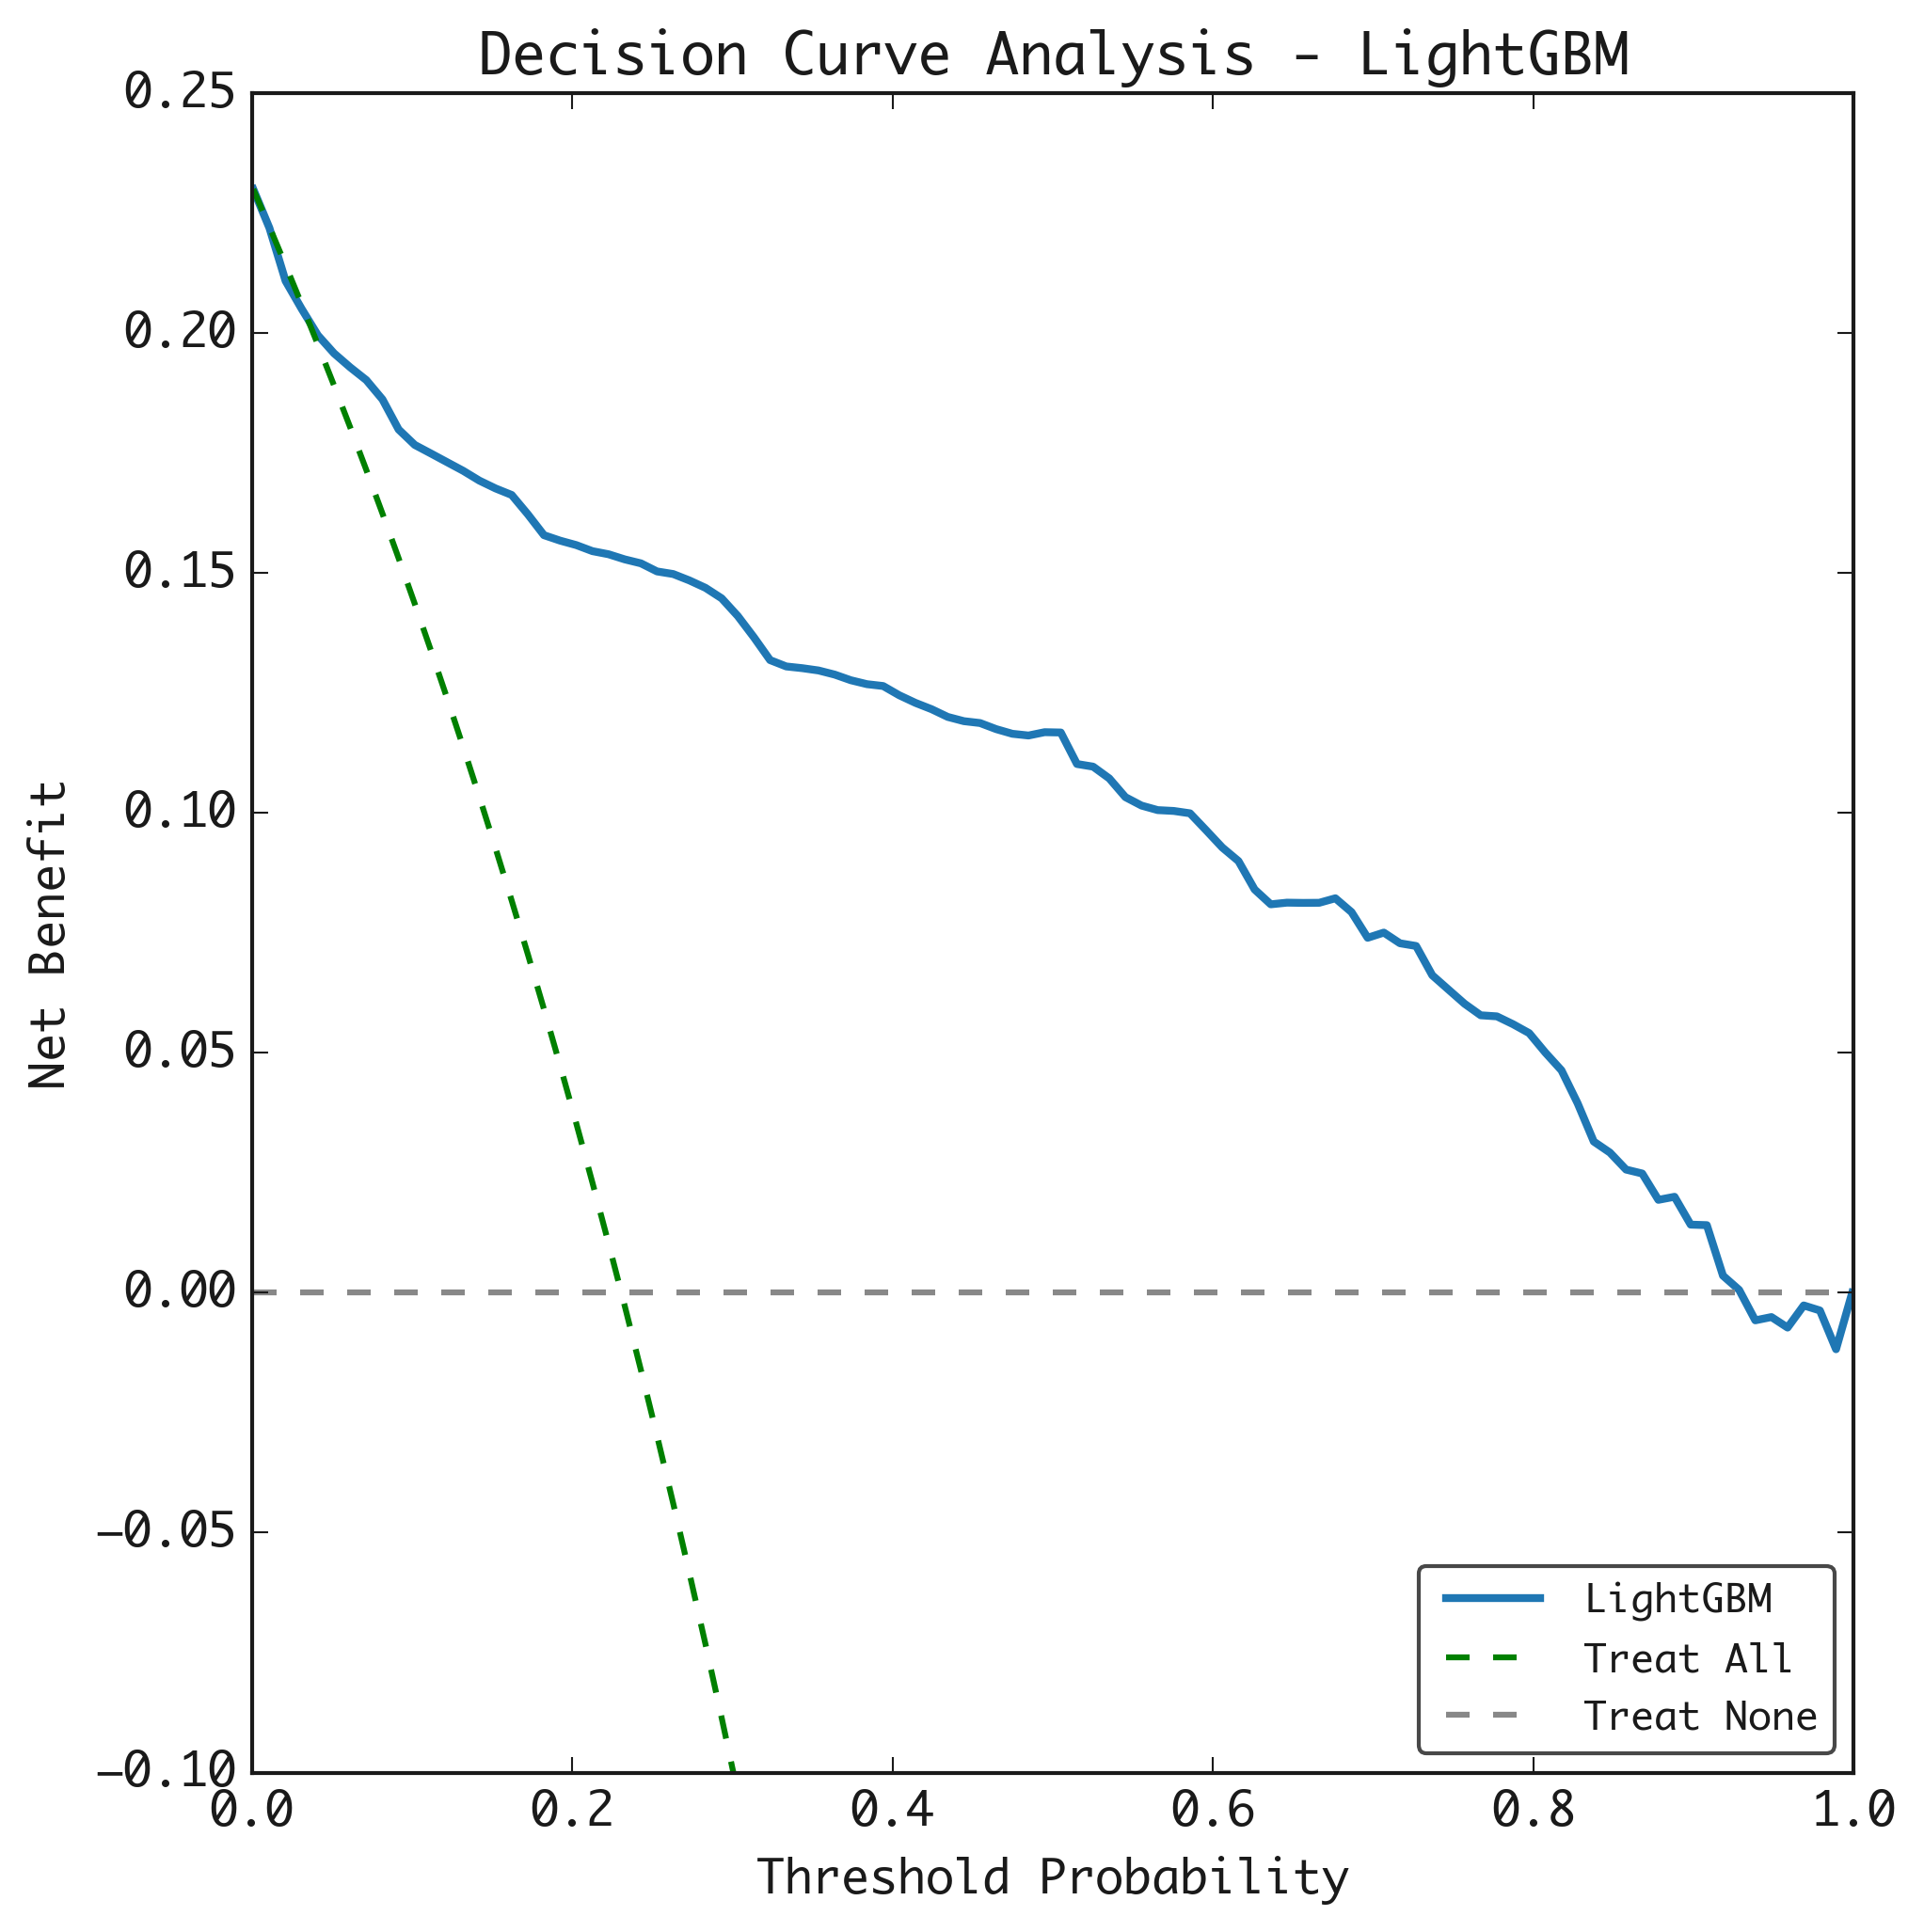 Decision Curve Analysis - LightGBM
0.25
0.20
0.15
0.10
0.05
0.00
−0.05
−0.10
Net Benefit
0.0 0.2 0.4 0.6 0.8 1.0
Threshold Probability
LightGBM
Treat All
Treat None